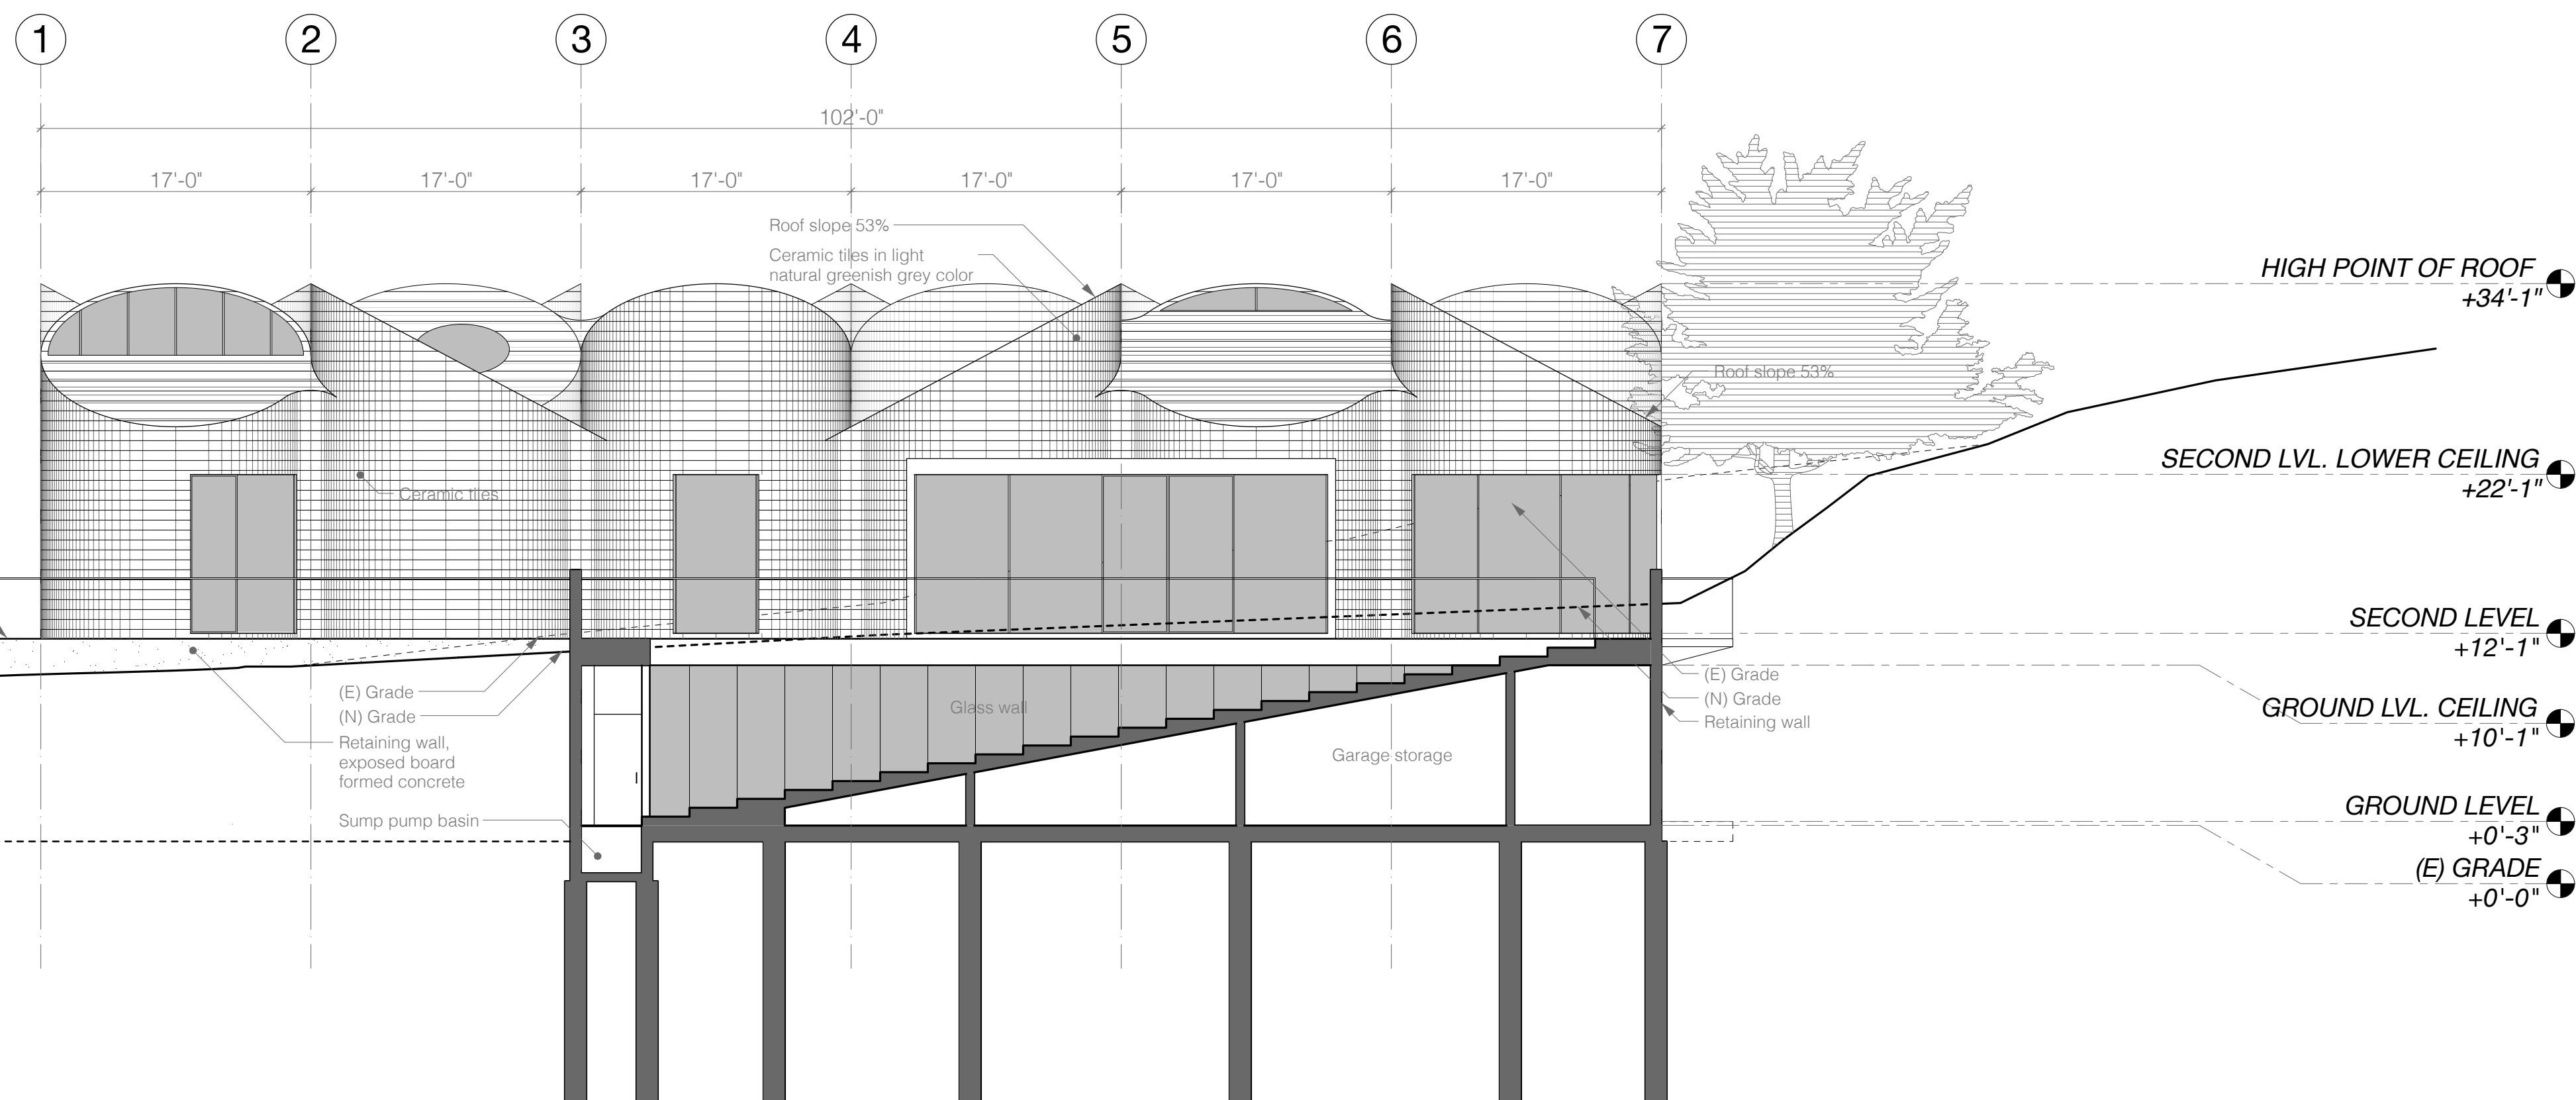 1
2
3
4
5
6
7
102'-0"
17'-0"
17'-0"
17'-0"
17'-0"
17'-0"
17'-0"
Roof slope 53%
Ceramic tiles in light
natural greenish grey color
HIGH POINT OF ROOF
+34'-1"
Roof slope 53%
SECOND LVL. LOWER CEILING
+22'-1"
Ceramic tiles
SECOND LEVEL
+12'-1"
(E) Grade
(N) Grade
Retaining wall,
exposed board
formed concrete
Sump pump basin
Glass wall
Garage storage
(E) Grade
(N) Grade
Retaining wall
GROUND LVL. CEILING
+10'-1"
GROUND LEVEL
+0'-3"
(E) GRADE
+0'-0"